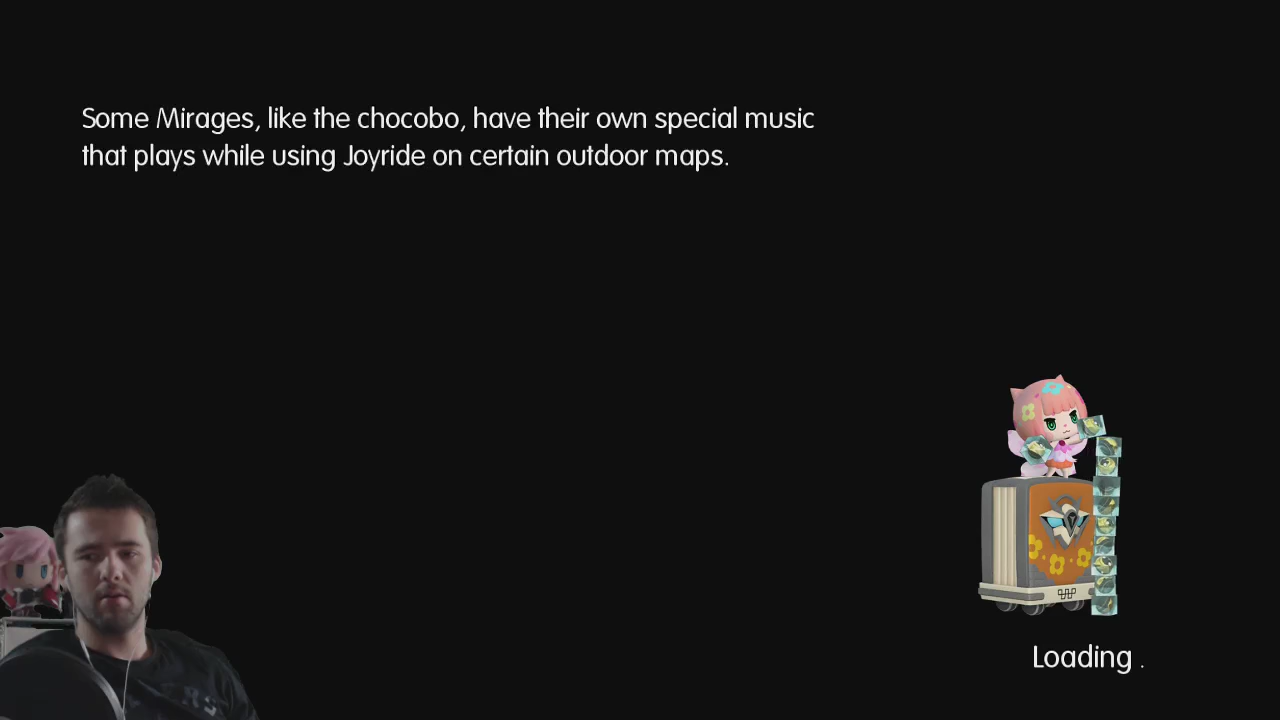 Some Mirages, like the chocobo, have their own special music
that plays while using Joyride on certain outdoor maps.
Loading .